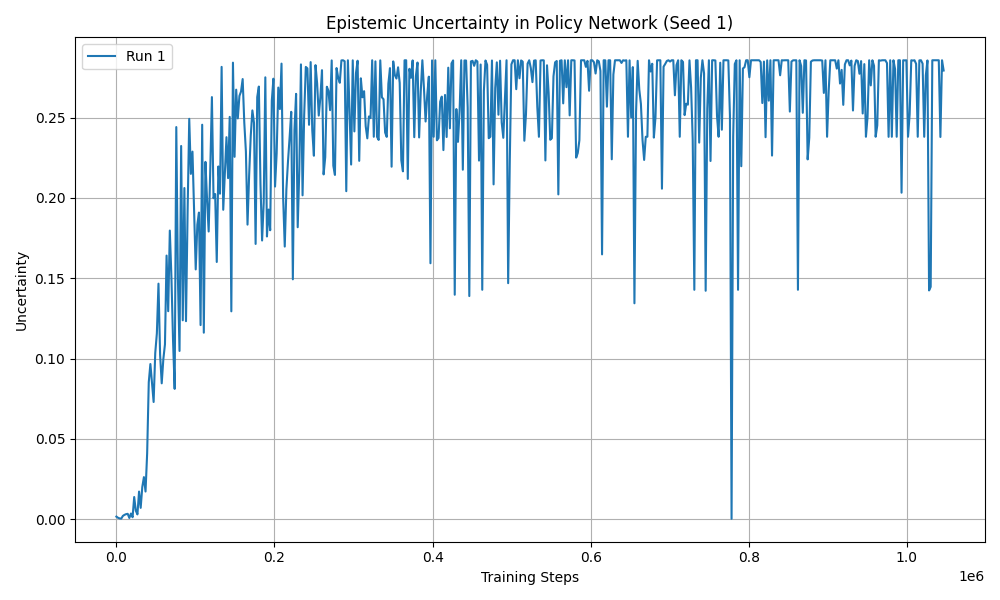 Epistemic Uncertainty in Policy Network (Seed 1)
Run 1
Uncertainty
0.25
0.20
0.15
0.10
0.05
0.00
0.0 0.2 0.4 0.6 0.8 1.0
1e6
Training Steps